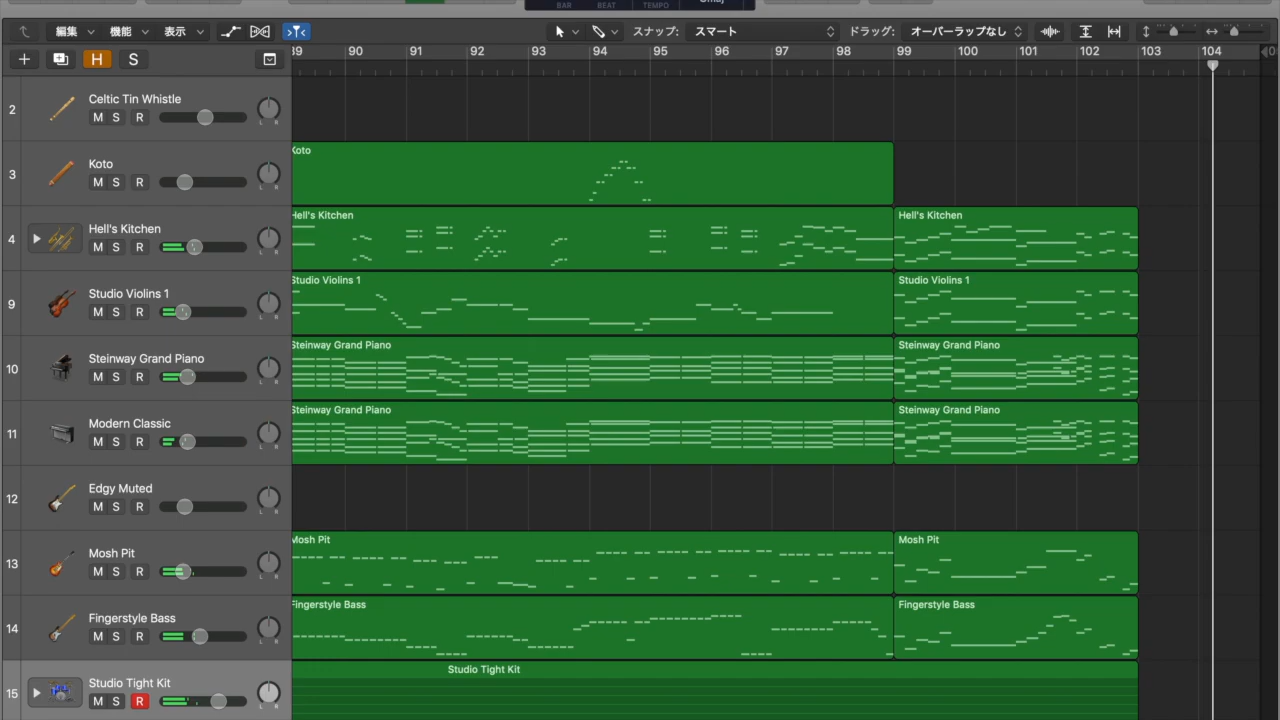 BAR BEAT TEMPO
編集 機能 表示 スナップ: スマート ドラッグ: オーバーラップなし
H S 89 90 91 92 93 94 95 96 97 98 99 100 101 102 103 104
2 Celtic Tin Whistle
M S R L R
Koto
3 Koto
M S R L R
Hell's Kitchen Hell's Kitchen
4 Hell's Kitchen
M S R L R
Studio Violins 1 Studio Violins 1
9 Studio Violins 1
M S R L R
Steinway Grand Piano Steinway Grand Piano
10 Steinway Grand Piano
M S R L R
Steinway Grand Piano Steinway Grand Piano
11 Modern Classic
M S R L R
12 Edgy Muted
M S R L R
Mosh Pit Mosh Pit
13 Mosh Pit
M S R L R
Fingerstyle Bass Fingerstyle Bass
14 Fingerstyle Bass
M S R L R
Studio Tight Kit
15 Studio Tight Kit
M S R L R